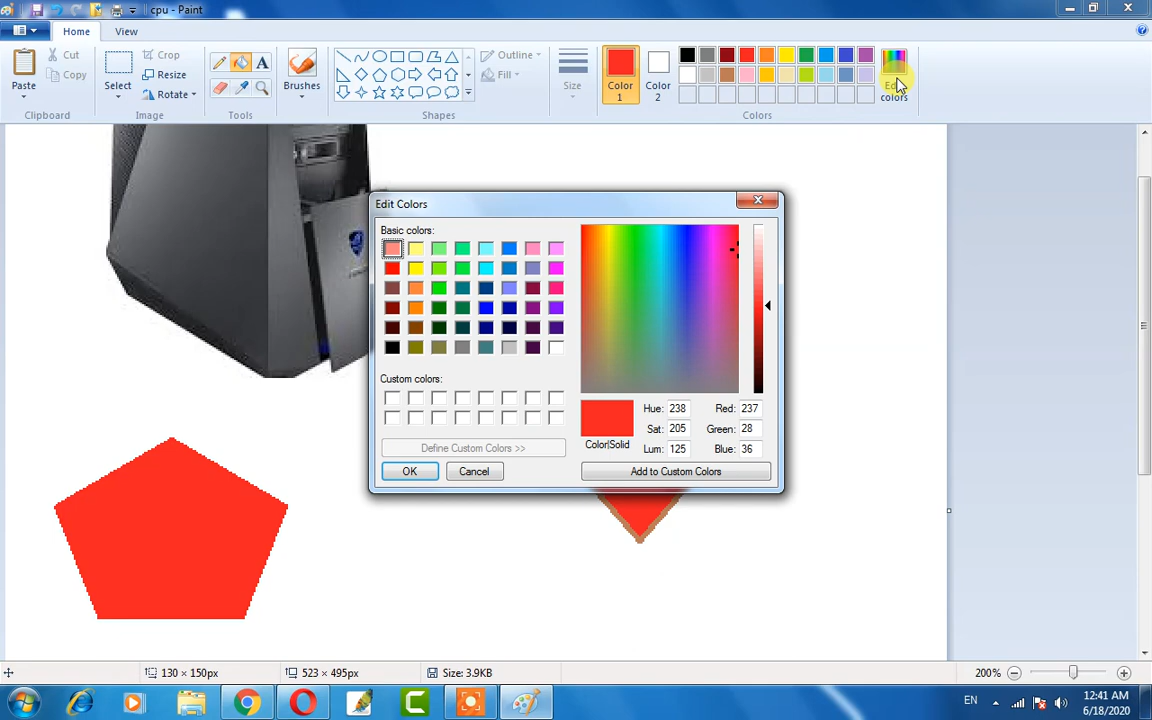 cpu - Paint
Home
View
Paste
Cut
Copy
Clipboard
Select
Crop
Resize
Rotate
Image
Tools
Brushes
Shapes
Outline
Fill
Size
Color 1
Color 2
Edit colors
Colors
Edit Colors
Basic colors:
Custom colors:
Define Custom Colors >>
OK
Cancel
Color|Solid
Hue: 238
Sat: 205
Lum: 125
Red: 237
Green: 28
Blue: 36
Add to Custom Colors
130 × 150px
523 × 495px
Size: 3.9KB
200%
EN
12:41 AM
6/18/2020